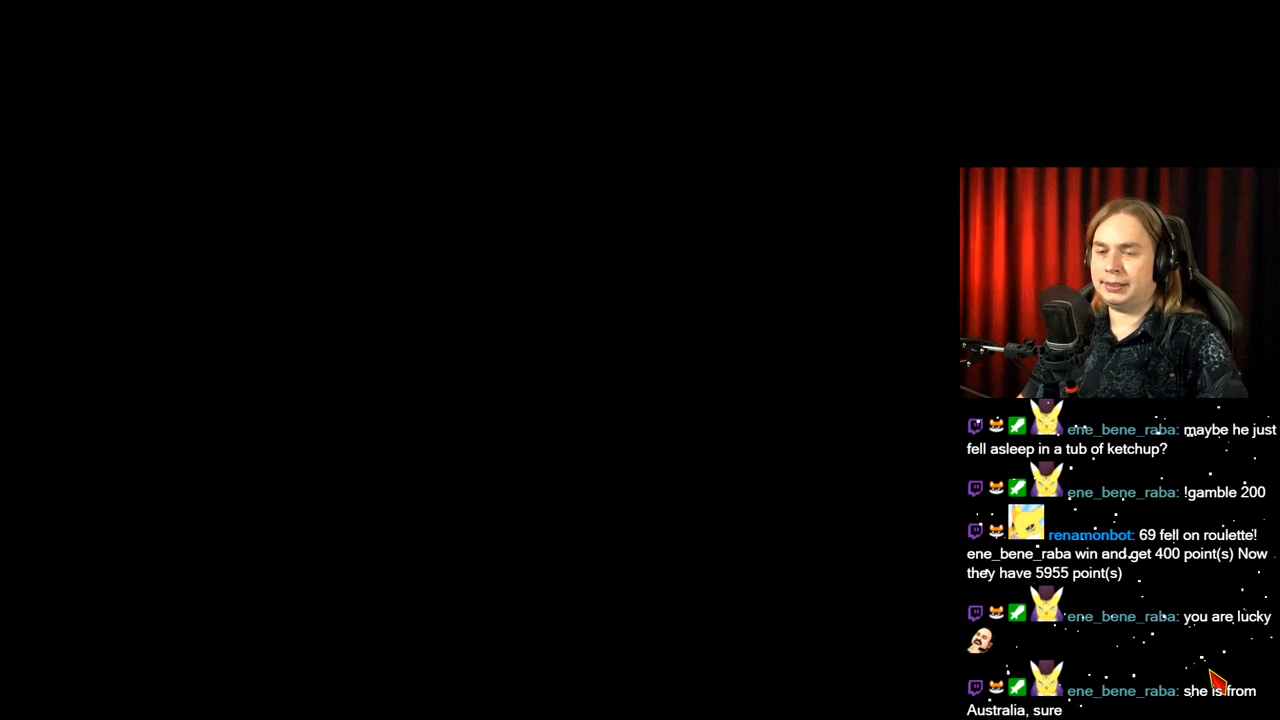 ene_bene_raba: maybe he just
fell asleep in a tub of ketchup?
ene_bene_raba: !gamble 200
renamonbot: 69 fell on roulette!
ene_bene_raba win and get 400 point(s) Now
they have 5955 point(s)
ene_bene_raba: you are lucky
ene_bene_raba: she is from
Australia, sure